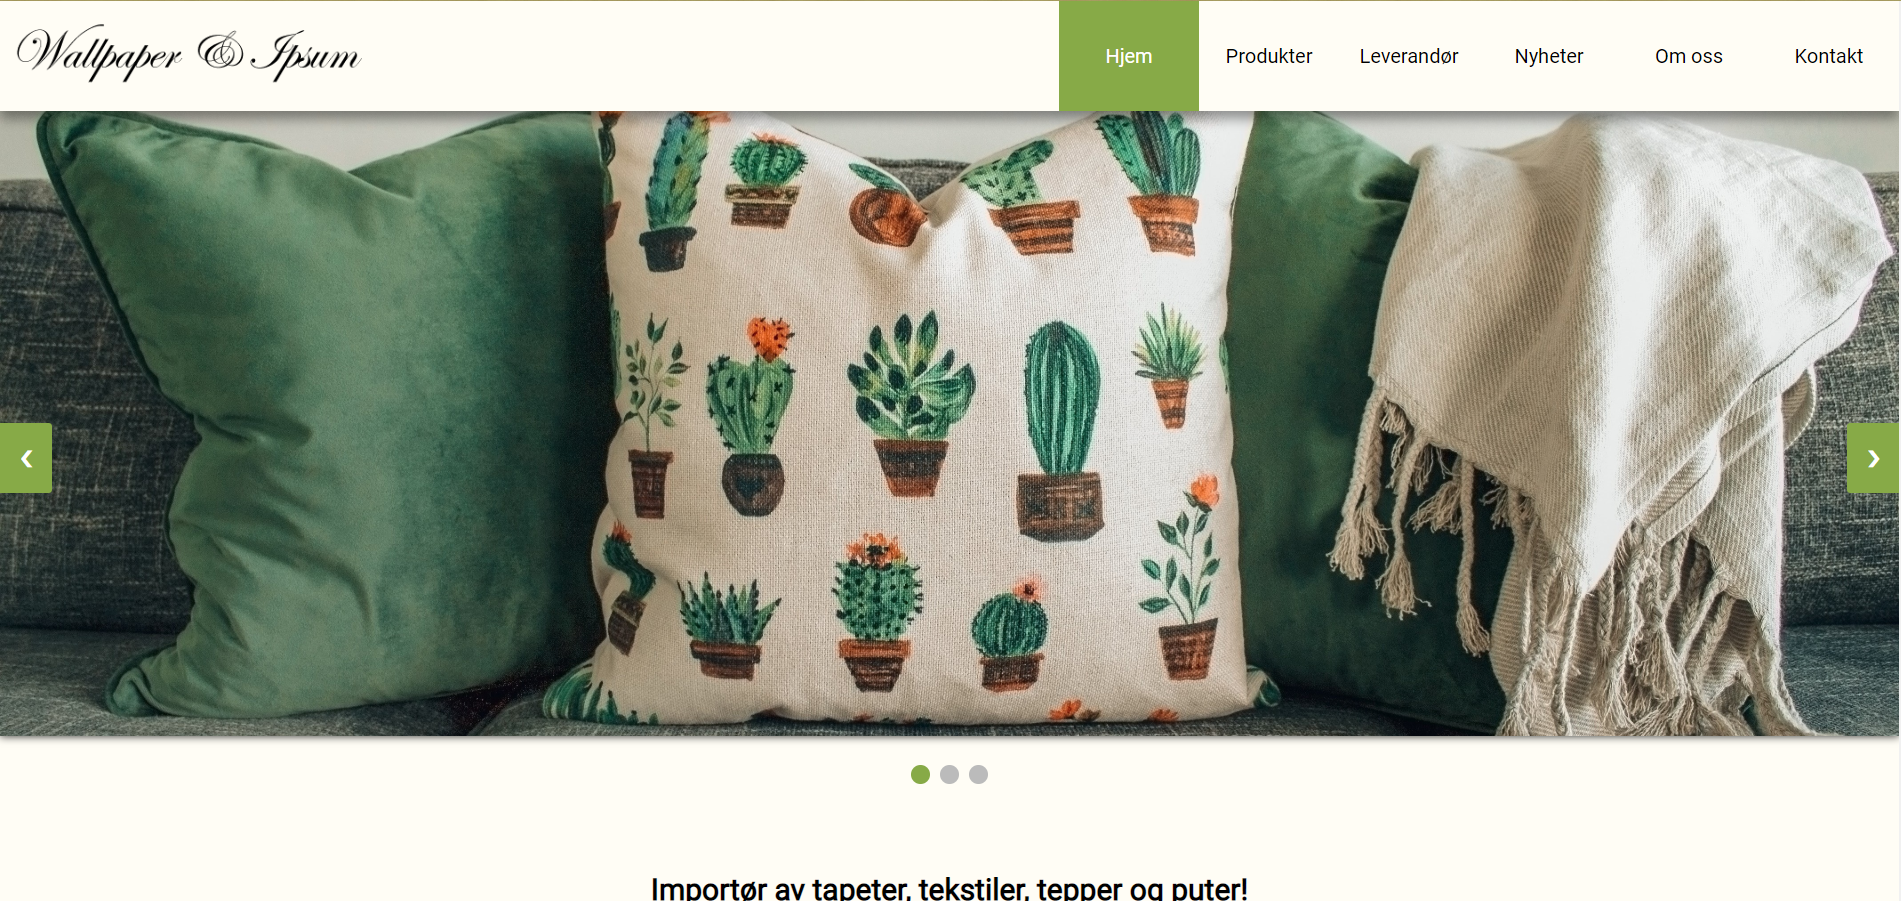 Wallpaper & Ipsum
Hjem Produkter Leverandør Nyheter Om oss Kontakt
❮ ❯
Importør av tapeter, tekstiler, tepper og puter!